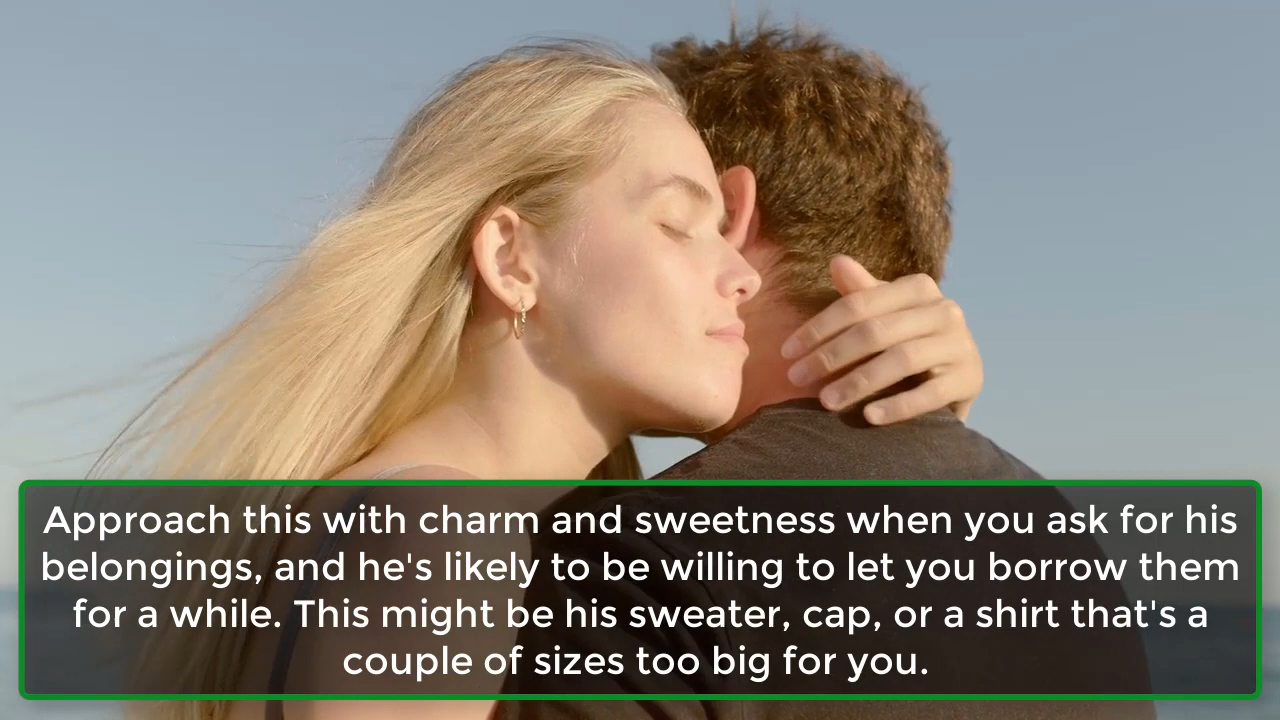 Approach this with charm and sweetness when you ask for his
belongings, and he's likely to be willing to let you borrow them
for a while. This might be his sweater, cap, or a shirt that's a
couple of sizes too big for you.